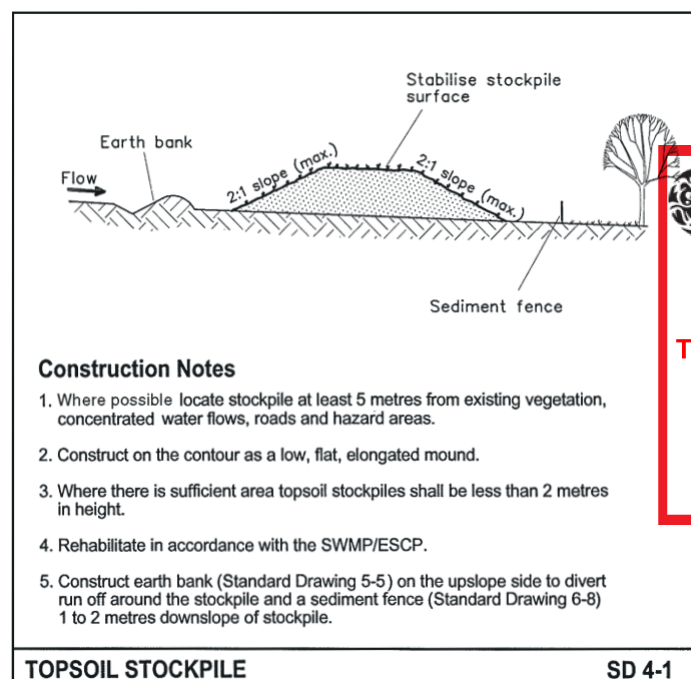 Stabilise stockpile
surface
Earth bank
Flow
2:1 slope (max.)
2:1 slope (max.)
Sediment fence
Construction Notes
1. Where possible locate stockpile at least 5 metres from existing vegetation,
concentrated water flows, roads and hazard areas.
2. Construct on the contour as a low, flat, elongated mound.
3. Where there is sufficient area topsoil stockpiles shall be less than 2 metres
in height.
4. Rehabilitate in accordance with the SWMP/ESCP.
5. Construct earth bank (Standard Drawing 5-5) on the upslope side to divert
run off around the stockpile and a sediment fence (Standard Drawing 6-8)
1 to 2 metres downslope of stockpile.
T
TOPSOIL STOCKPILE SD 4-1